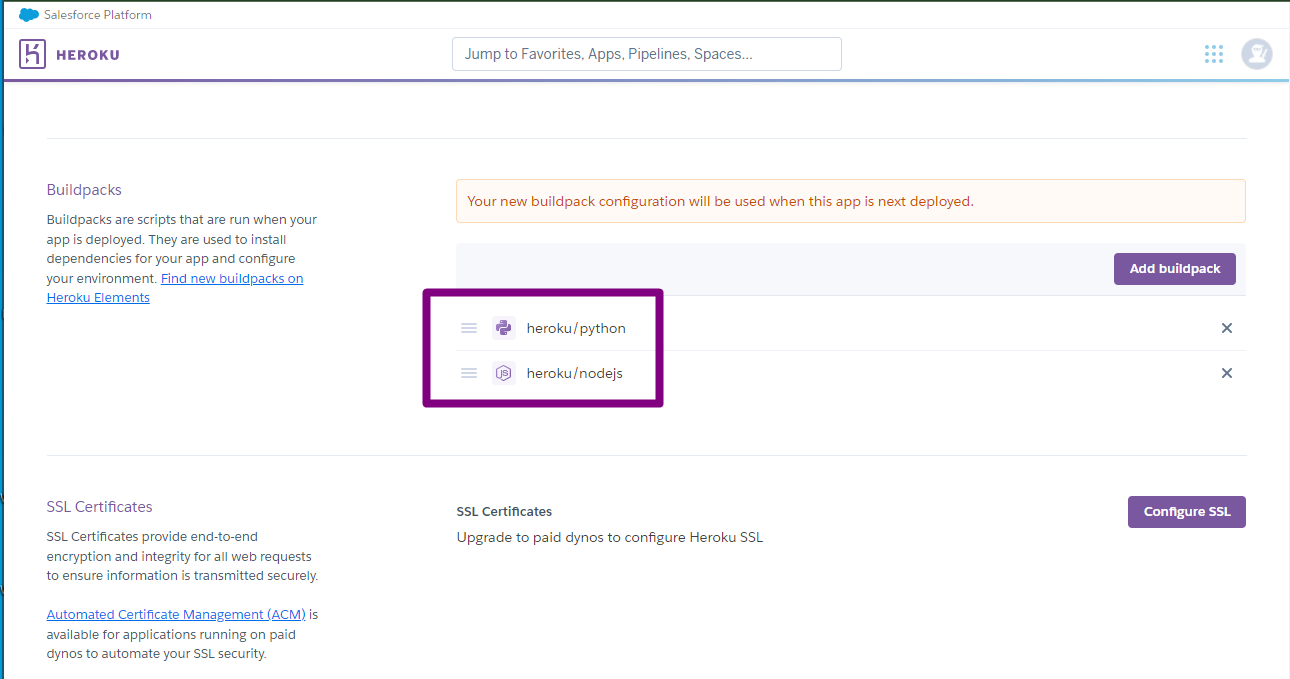 Salesforce Platform
HEROKU
Jump to Favorites, Apps, Pipelines, Spaces...
Buildpacks
Buildpacks are scripts that are run when your
app is deployed. They are used to install
dependencies for your app and configure
your environment. Find new buildpacks on
Heroku Elements
Your new buildpack configuration will be used when this app is next deployed.
Add buildpack
heroku/python
JS heroku/nodejs
SSL Certificates
SSL Certificates provide end-to-end
encryption and integrity for all web requests
to ensure information is transmitted securely.
Automated Certificate Management (ACM) is
available for applications running on paid
dynos to automate your SSL security.
SSL Certificates
Upgrade to paid dynos to configure Heroku SSL
Configure SSL